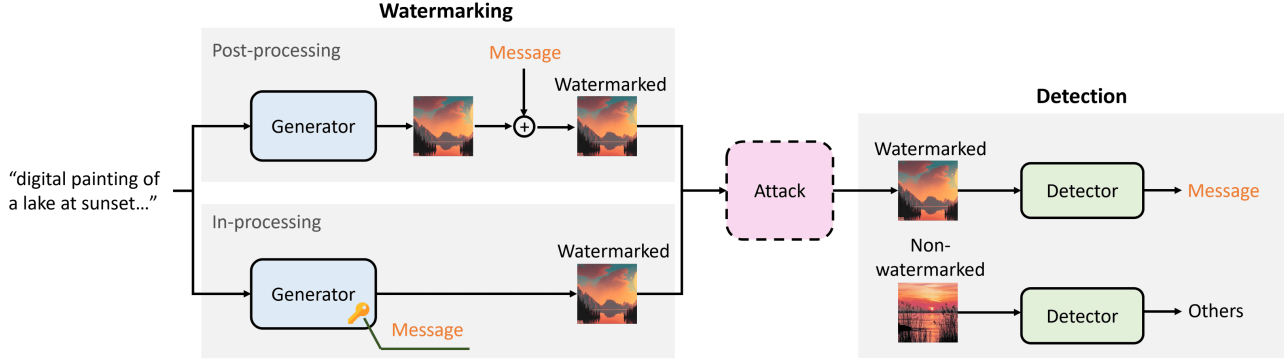 Watermarking
Post-processing
Message
Watermarked
Generator
"digital painting of
a lake at sunset…"
In-processing
Watermarked
Generator
Message
Attack
Detection
Watermarked
Detector
Message
Non-
watermarked
Detector
Others